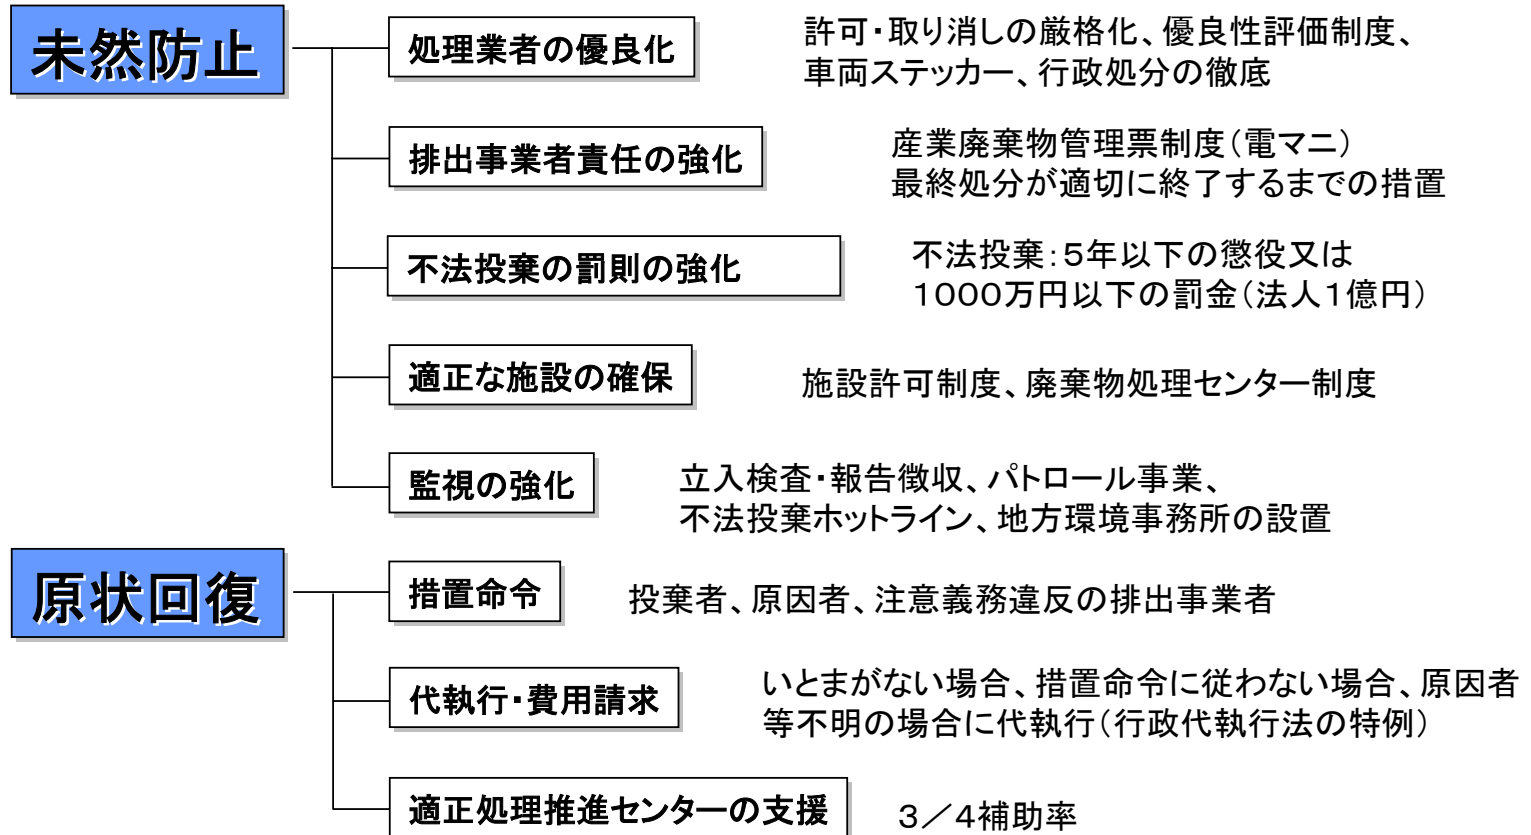 未然防止
処理業者の優良化
許可・取り消しの厳格化、優良性評価制度、
車両ステッカー、行政処分の徹底
排出事業者責任の強化
産業廃棄物管理票制度（電マニ）
最終処分が適切に終了するまでの措置
不法投棄の罰則の強化
不法投棄：５年以下の懲役又は
１０００万円以下の罰金（法人１億円）
適正な施設の確保
施設許可制度、廃棄物処理センター制度
監視の強化
立入検査・報告徴収、パトロール事業、
不法投棄ホットライン、地方環境事務所の設置
原状回復
措置命令
投棄者、原因者、注意義務違反の排出事業者
代執行・費用請求
いとまがない場合、措置命令に従わない場合、原因者
等不明の場合に代執行（行政代執行法の特例）
適正処理推進センターの支援
３／４補助率